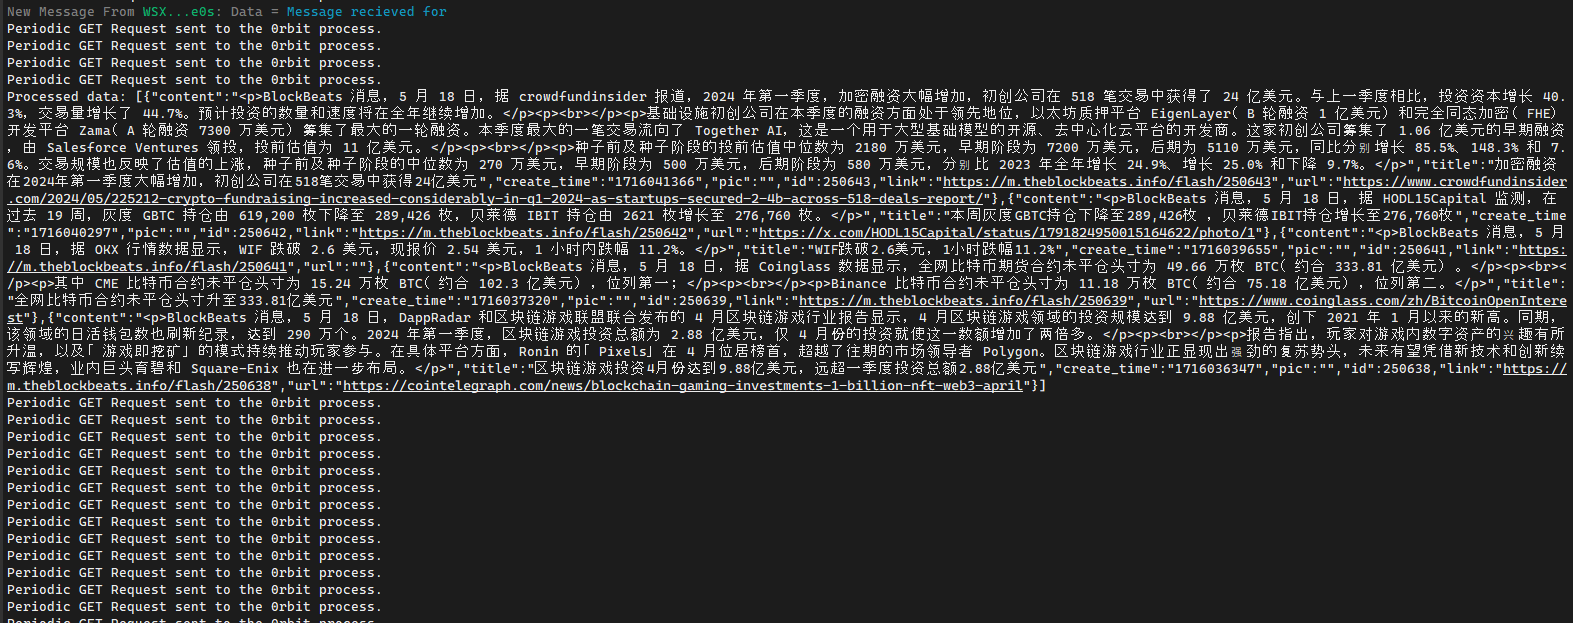 New Message From WSX...e0s: Data = Message recieved for
Periodic GET Request sent to the 0rbit process.
Periodic GET Request sent to the 0rbit process.
Periodic GET Request sent to the 0rbit process.
Periodic GET Request sent to the 0rbit process.
Processed data: [{"content":"<p>BlockBeats 消息，5 月 18 日，据 crowdfundinsider 报道，2024 年第一季度，加密融资大幅增加，初创公司在 518 笔交易中获得了 24 亿美元。与上一季度相比，投资资本增长 40.
3%，交易量增长了 44.7%。预计投资的数量和速度将在全年继续增加。</p><p><br></p><p>基础设施初创公司在本季度的融资方面处于领先地位，以太坊质押平台 EigenLayer( B 轮融资 1 亿美元) 和完全同态加密( FHE)
开发平台 Zama( A 轮融资 7300 万美元) 筹集了最大的一轮融资。本季度最大的一笔交易流向了 Together AI，这是一个用于大型基础模型的开源、去中心化云平台的开发商。这家初创公司筹集了 1.06 亿美元的早期融资
，由 Salesforce Ventures 领投，投前估值为 11 亿美元。</p><p><br></p><p>种子前及种子阶段的投前估值中位数为 2180 万美元，早期阶段为 7200 万美元，后期为 5110 万美元，同比分别增长 85.5%、148.3% 和 7.
6%。交易规模也反映了估值的上涨，种子前及种子阶段的中位数为 270 万美元，早期阶段为 500 万美元，后期阶段为 580 万美元，分别比 2023 年全年增长 24.9%、增长 25.0% 和下降 9.7%。</p>","title":"加密融资
在2024年第一季度大幅增加，初创公司在518笔交易中获得24亿美元","create_time":"1716041366","pic":"","id":250643,"link":"https://m.theblockbeats.info/flash/250643","url":"https://www.crowdfundinsider
.com/2024/05/225212-crypto-fundraising-increased-considerably-in-q1-2024-as-startups-secured-2-4b-across-518-deals-report/"},{"content":"<p>BlockBeats 消息，5 月 18 日，据 HODL15Capital 监测，在
过去 19 周，灰度 GBTC 持仓由 619,200 枚下降至 289,426 枚，贝莱德 IBIT 持仓由 2621 枚增长至 276,760 枚。</p>","title":"本周灰度GBTC持仓下降至289,426枚 ，贝莱德IBIT持仓增长至276,760枚","create_time
":"1716040297","pic":"","id":250642,"link":"https://m.theblockbeats.info/flash/250642","url":"https://x.com/HODL15Capital/status/1791824950015164622/photo/1"},{"content":"<p>BlockBeats 消息，5 月
18 日，据 OKX 行情数据显示，WIF 跌破 2.6 美元，现报价 2.54 美元，1 小时内跌幅 11.2%。</p>","title":"WIF跌破2.6美元，1小时跌幅11.2%","create_time":"1716039655","pic":"","id":250641,"link":"https:
//m.theblockbeats.info/flash/250641","url":""},{"content":"<p>BlockBeats 消息，5 月 18 日，据 Coinglass 数据显示，全网比特币期货合约未平仓头寸为 49.66 万枚 BTC( 约合 333.81 亿美元) 。</p><p><br><
/p><p>其中 CME 比特币合约未平仓头寸为 15.24 万枚 BTC( 约合 102.3 亿美元) ，位列第一；</p><p><br></p><p>Binance 比特币合约未平仓头寸为 11.18 万枚 BTC( 约合 75.18 亿美元) ，位列第二。</p>","title":
"全网比特币合约未平仓头寸升至333.81亿美元","create_time":"1716037320","pic":"","id":250639,"link":"https://m.theblockbeats.info/flash/250639","url":"https://www.coinglass.com/zh/BitcoinOpenIntere
st"},{"content":"<p>BlockBeats 消息，5 月 18 日，DappRadar 和区块链游戏联盟联合发布的 4 月区块链游戏行业报告显示，4 月区块链游戏领域的投资规模达到 9.88 亿美元，创下 2021 年 1 月以来的新高。同期，
该领域的日活钱包数也刷新纪录，达到 290 万个。2024 年第一季度，区块链游戏投资总额为 2.88 亿美元，仅 4 月份的投资就使这一数额增加了两倍多。</p><p><br></p><p>报告指出，玩家对游戏内数字资产的兴趣有所
升温，以及「 游戏即挖矿」 的模式持续推动玩家参与。在具体平台方面，Ronin 的「 Pixels」 在 4 月位居榜首，超越了往期的市场领导者 Polygon。区块链游戏行业正显现出强劲的复苏势头，未来有望凭借新技术和创新续
写辉煌，业内巨头育碧和 Square-Enix 也在进一步布局。</p>","title":"区块链游戏投资4月份达到9.88亿美元，远超一季度投资总额2.88亿美元","create_time":"1716036347","pic":"","id":250638,"link":"https://
m.theblockbeats.info/flash/250638","url":"https://cointelegraph.com/news/blockchain-gaming-investments-1-billion-nft-web3-april"}]
Periodic GET Request sent to the 0rbit process.
Periodic GET Request sent to the 0rbit process.
Periodic GET Request sent to the 0rbit process.
Periodic GET Request sent to the 0rbit process.
Periodic GET Request sent to the 0rbit process.
Periodic GET Request sent to the 0rbit process.
Periodic GET Request sent to the 0rbit process.
Periodic GET Request sent to the 0rbit process.
Periodic GET Request sent to the 0rbit process.
Periodic GET Request sent to the 0rbit process.
Periodic GET Request sent to the 0rbit process.
Periodic GET Request sent to the 0rbit process.
Periodic GET Request sent to the 0rbit process.
Periodic GET Request sent to the 0rbit process.